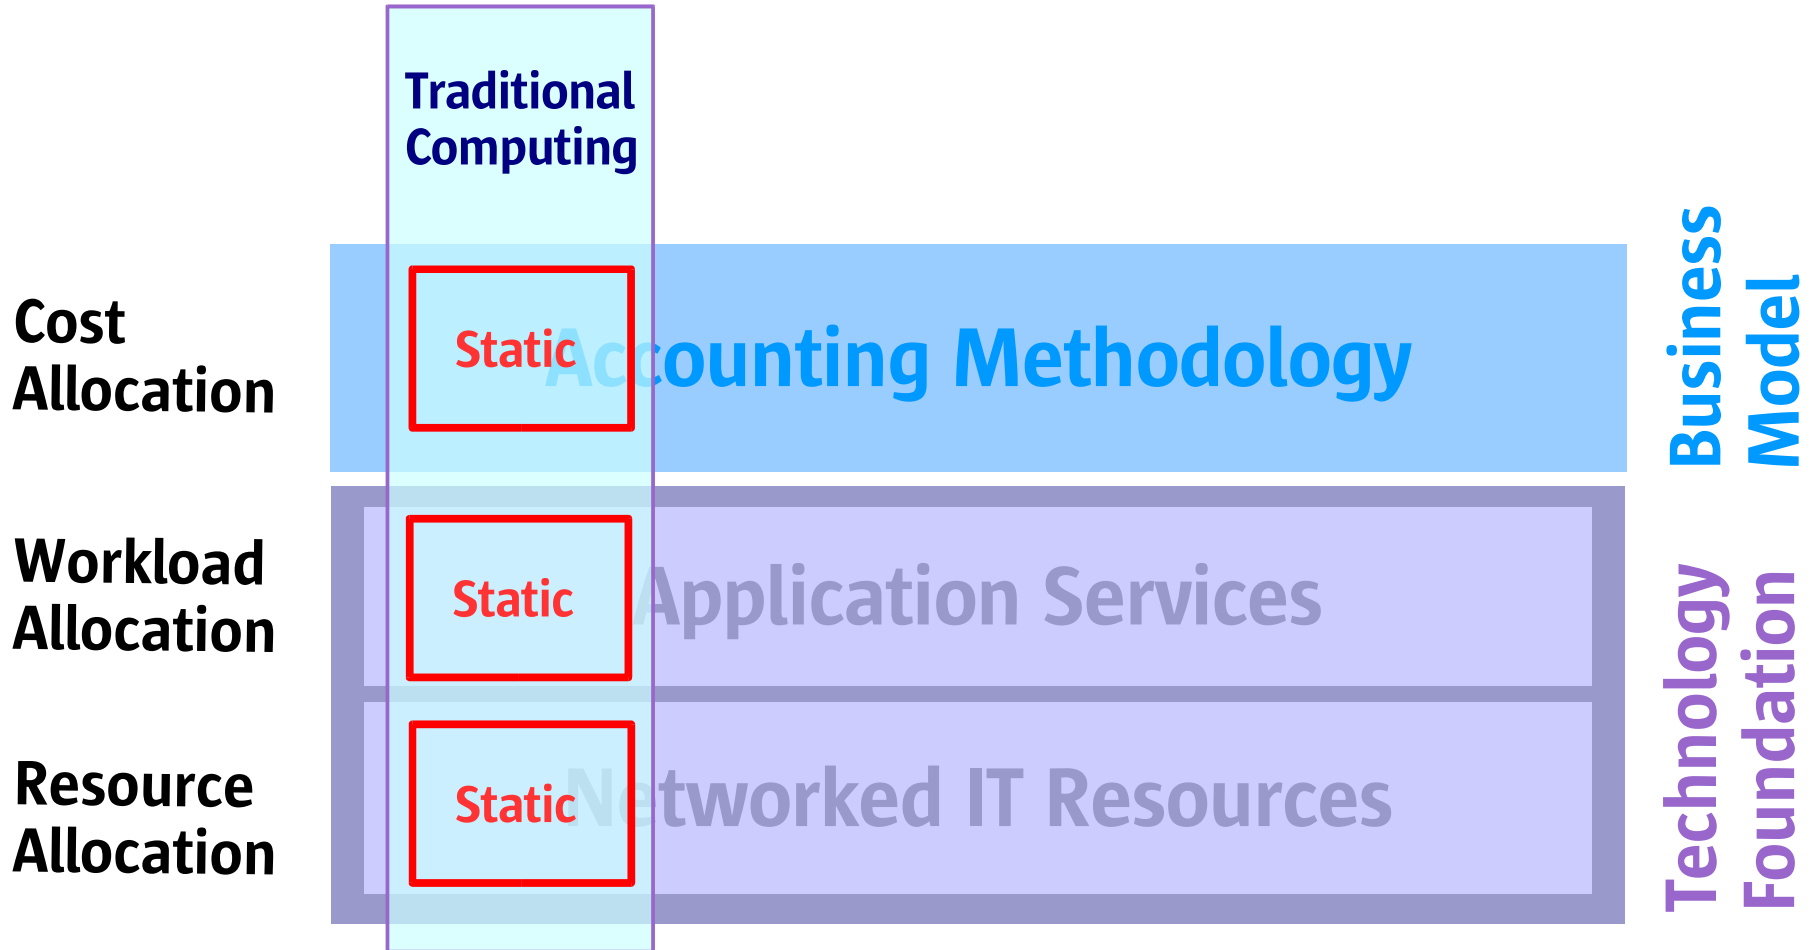 Traditional
Computing
Cost
Allocation
Static
Accounting Methodology
Business
Model
Workload
Allocation
Static
Application Services
Resource
Allocation
Static
Networked IT Resources
Technology
Foundation